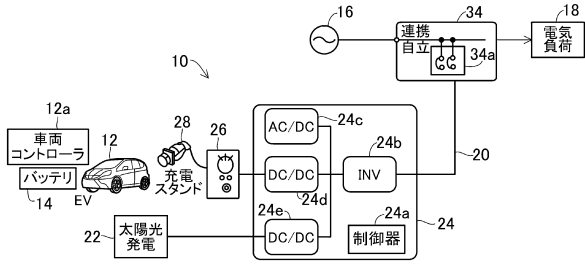 16
34
18
連携
自立
電気
負荷
34a
10
12a
車両
コントローラ
12
28
26
AC/DC
24c
24b
バッテリ
充電
スタンド
DC/DC
24d
INV
20
14
EV
24e
24a
22
太陽光
発電
DC/DC
制御器
24